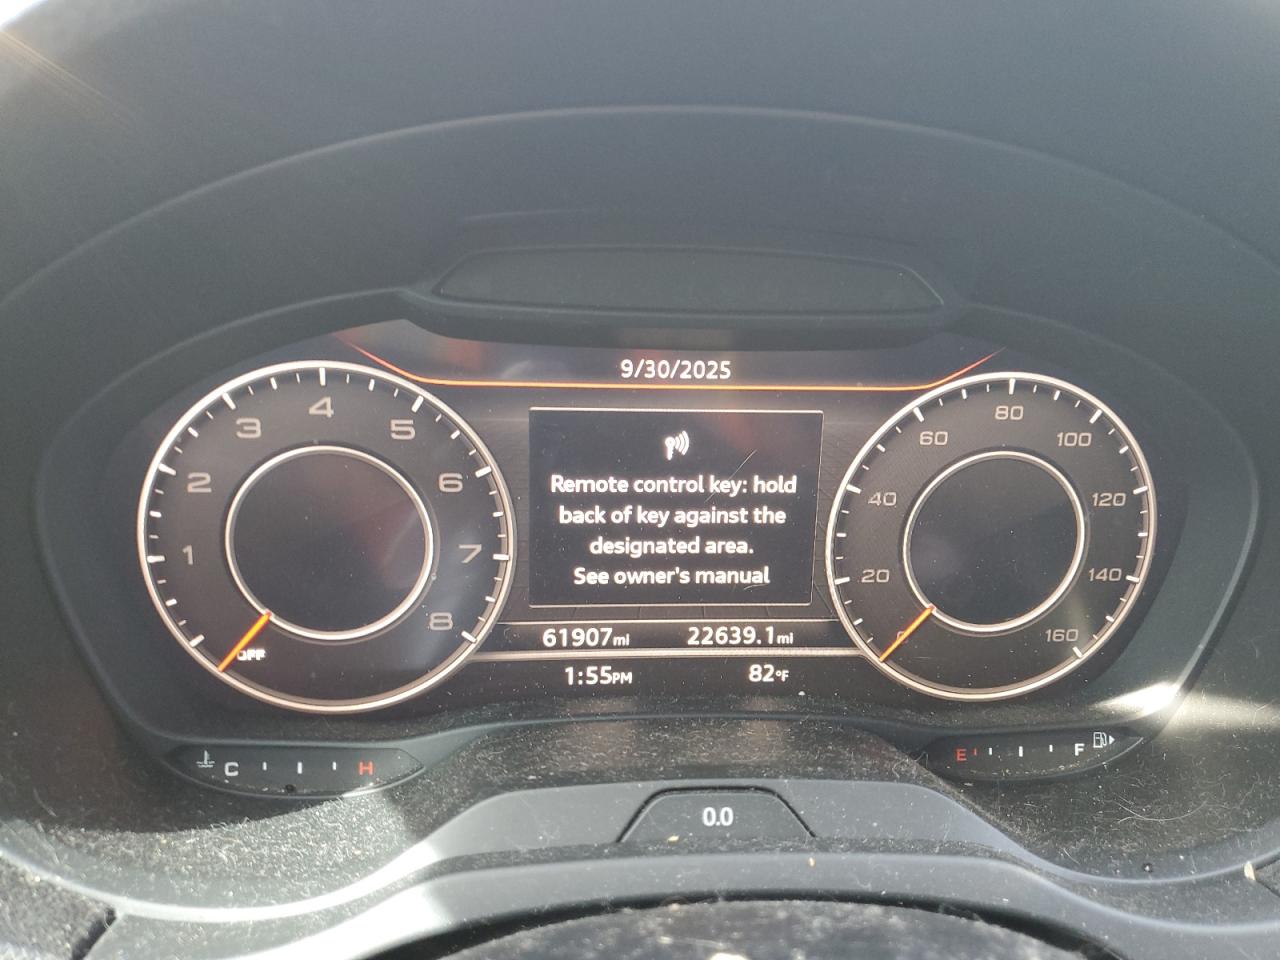 9/30/2025
Remote control key: hold
back of key against the
designated area.
See owner's manual
1
2
3
4
5
6
7
8
OFF
0
20
40
60
80
100
120
140
160
61907mi 22639.1mi
1:55PM 82°F
C H
E F
0.0